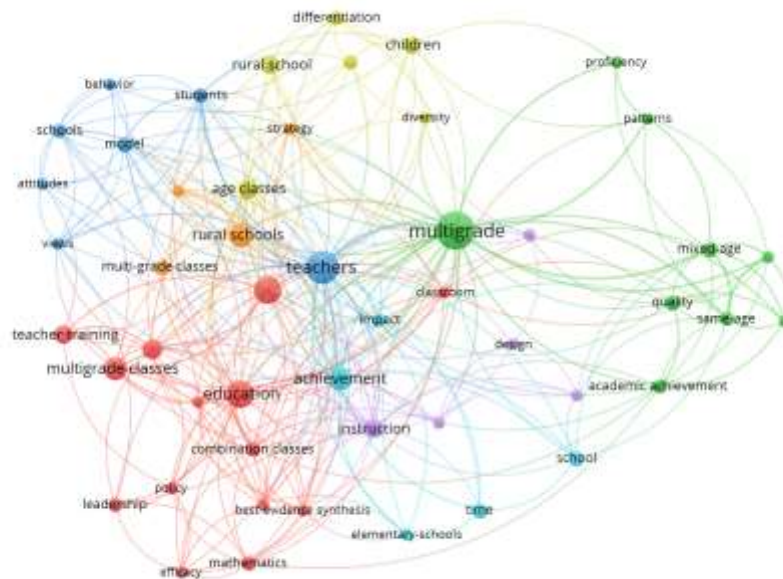 differentiation
children
rural school
proficiency
behavior
students
diversity
patterns
schools
strategy
model
attitudes
age classes
multigrade
views
rural schools
mixed-age
multi-grade classes
teachers
classroom
quality
same-age
impact
teacher training
design
multigrade classes
achievement
academic achievement
education
instruction
combination classes
school
policy
leadership
best-evidence synthesis
time
elementary-schools
mathematics
efficacy